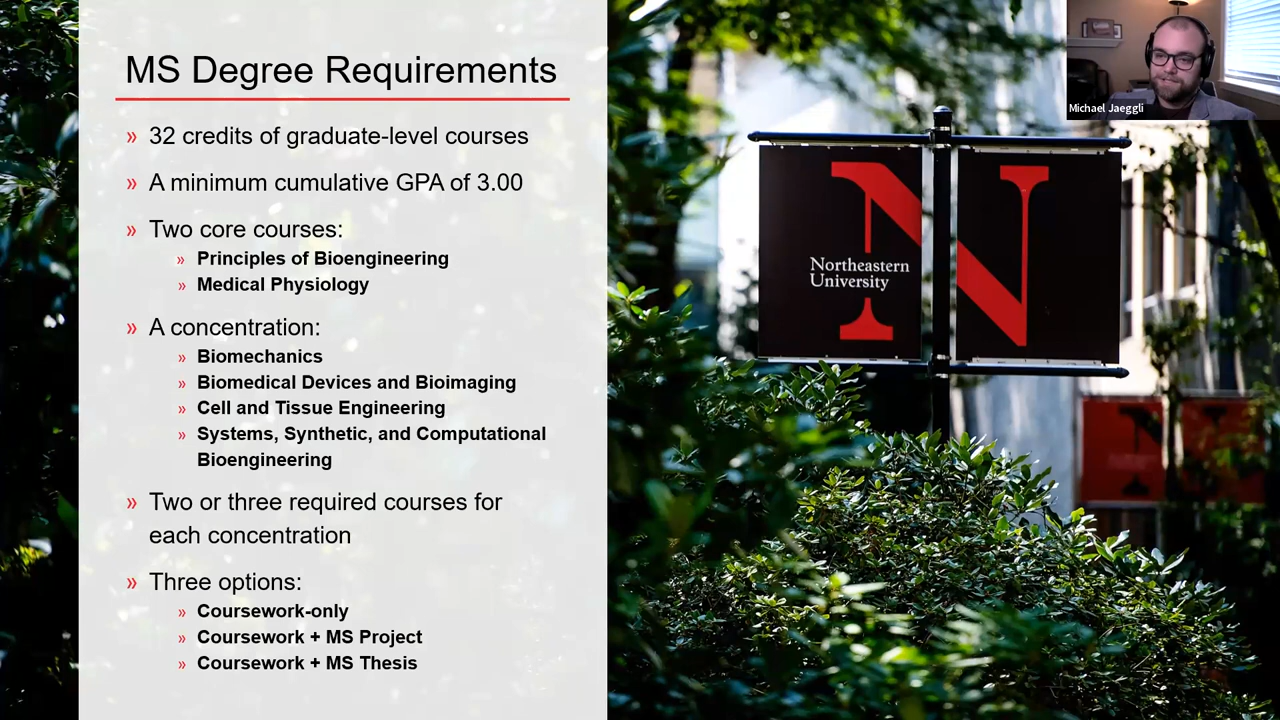 MS Degree Requirements
» 32 credits of graduate-level courses
» A minimum cumulative GPA of 3.00
» Two core courses:
» Principles of Bioengineering
» Medical Physiology
» A concentration:
» Biomechanics
» Biomedical Devices and Bioimaging
» Cell and Tissue Engineering
» Systems, Synthetic, and Computational
Bioengineering
» Two or three required courses for
each concentration
» Three options:
» Coursework-only
» Coursework + MS Project
» Coursework + MS Thesis
Michael Jaeggli
N
Northeastern
University
N